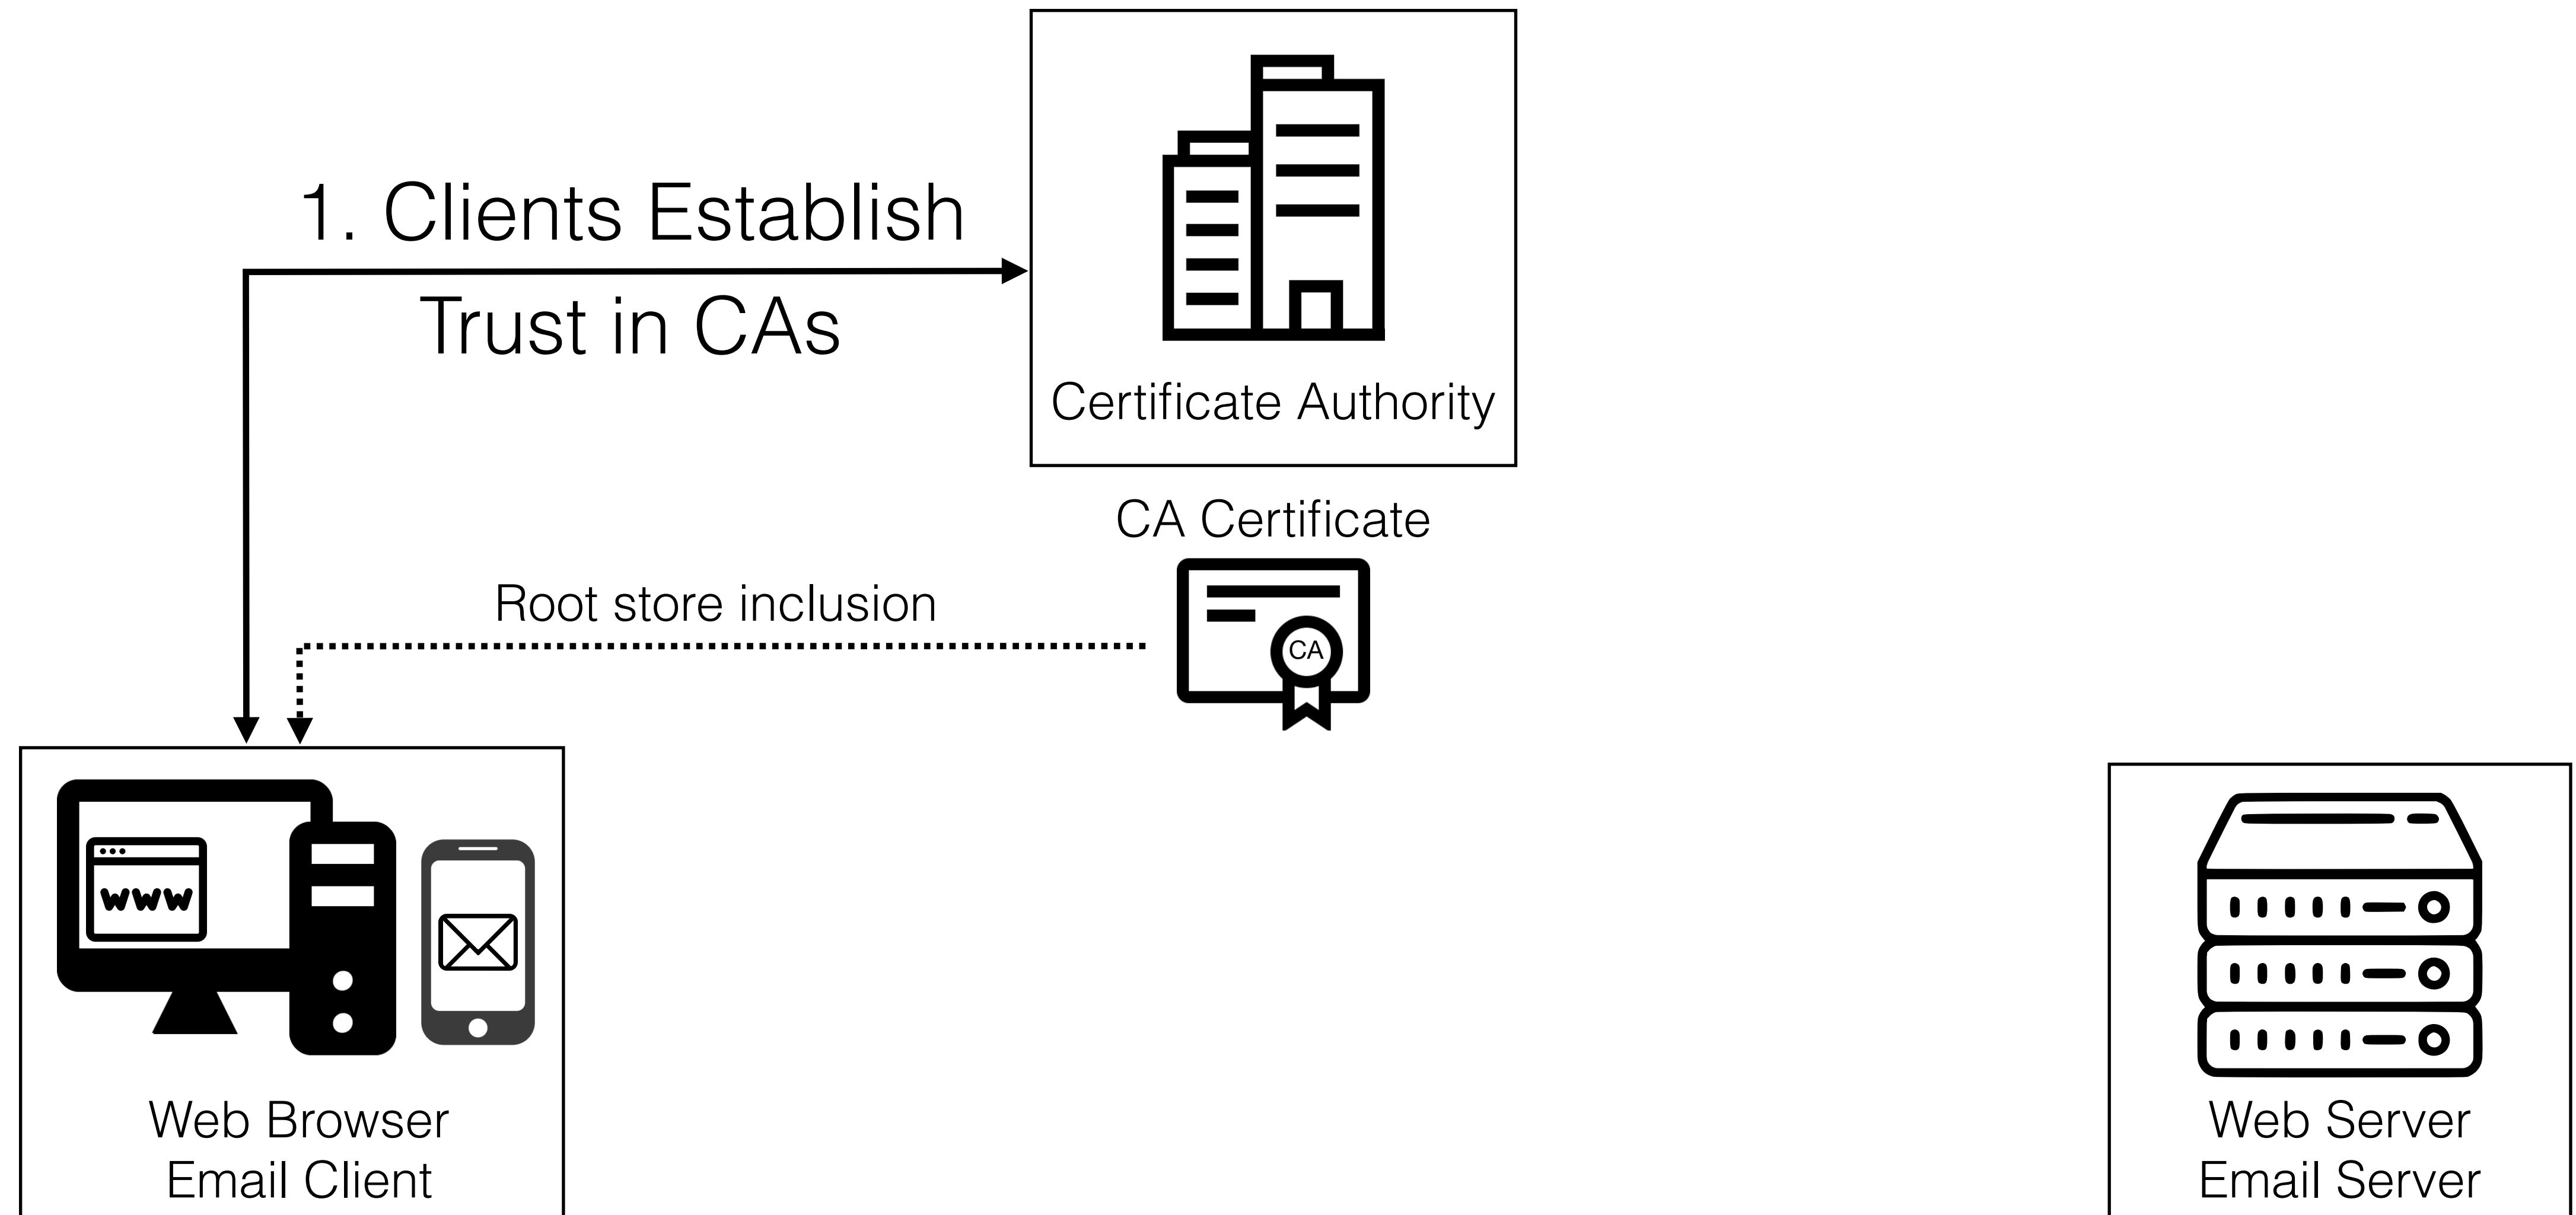 1. Clients Establish
Trust in CAs
Certificate Authority
CA Certificate
CA
Root store inclusion
www
Web Browser
Email Client
Web Server
Email Server